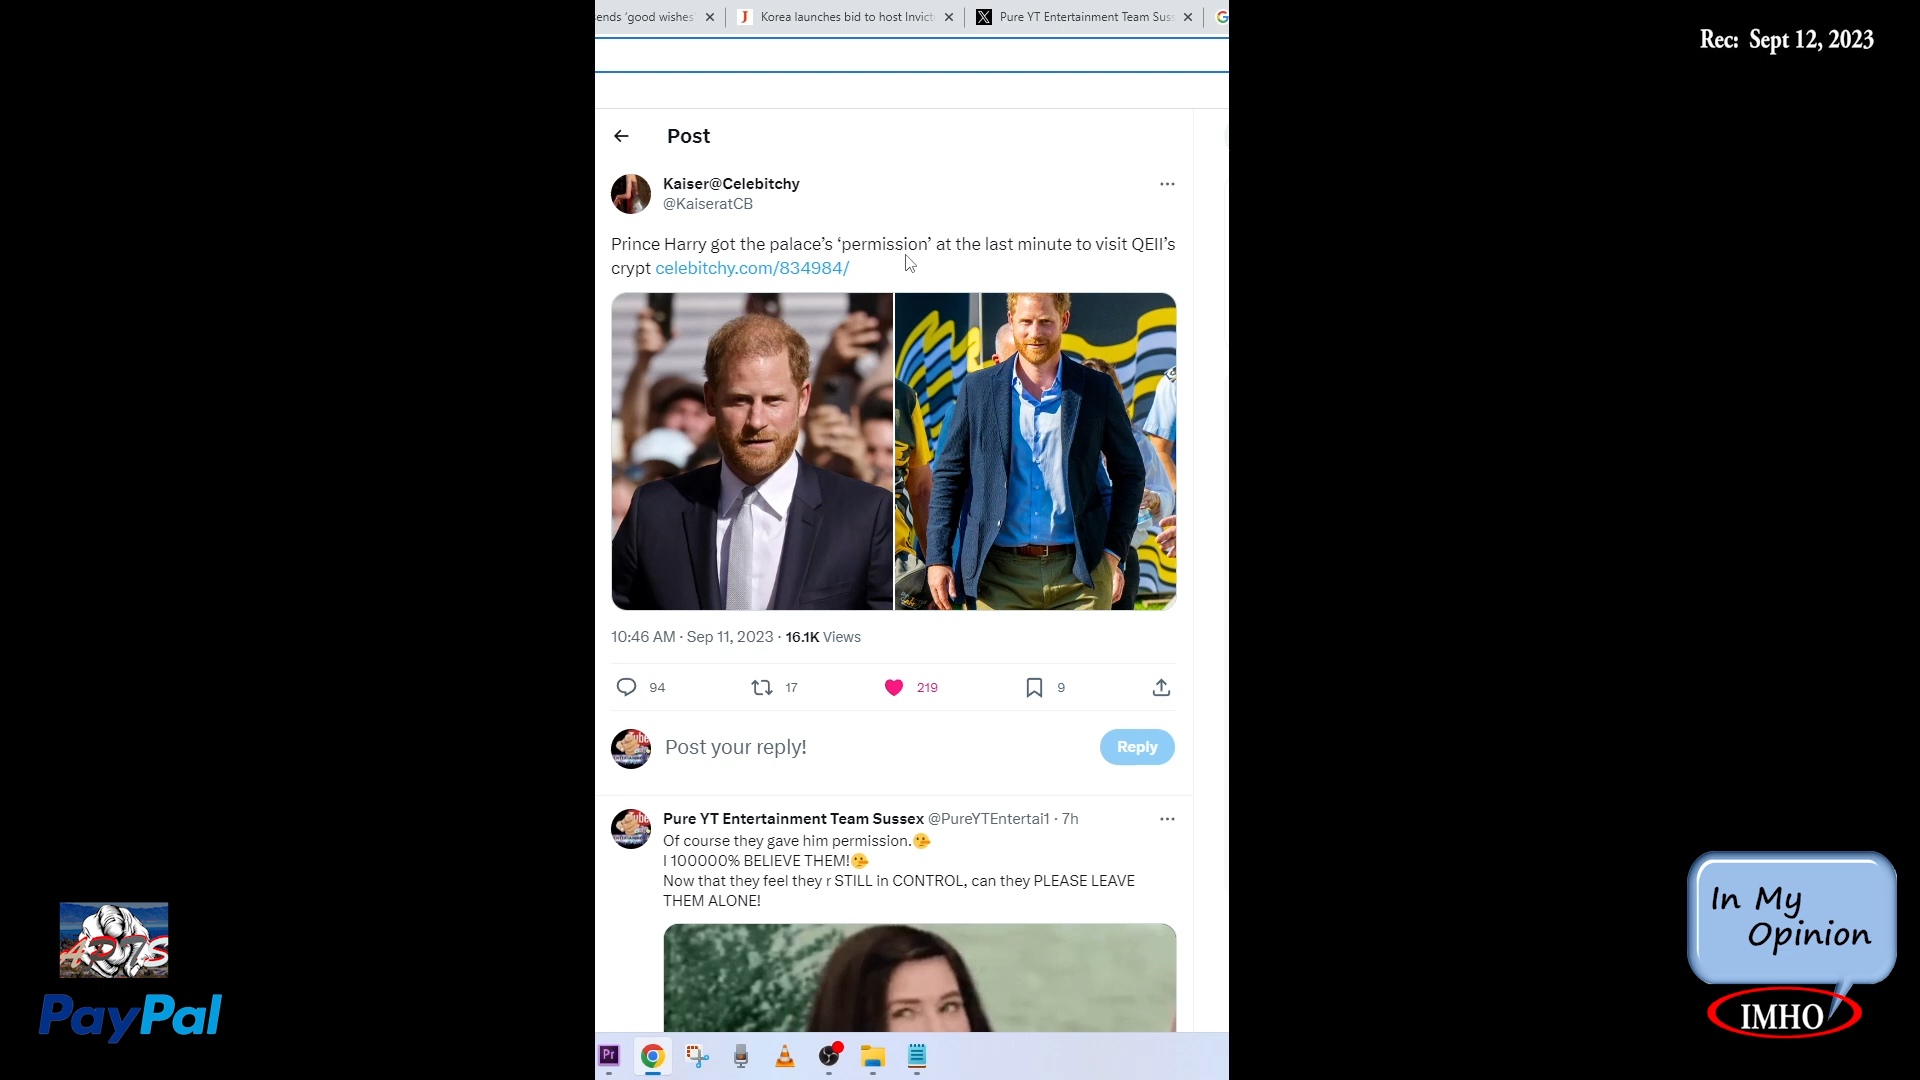 ends ‘good wishes’
Korea launches bid to host Invict
Pure YT Entertainment Team Sus
Rec: Sept 12, 2023
Post
Kaiser@Celebitchy
@KaiseratCB
Prince Harry got the palace’s ‘permission’ at the last minute to visit QEII’s
crypt celebitchy.com/834984/
10:46 AM · Sep 11, 2023 · 16.1K Views
94
17
219
9
Post your reply!
Reply
Pure YT Entertainment Team Sussex @PureYTEntertai1 · 7h
Of course they gave him permission.
I 100000% BELIEVE THEM!
Now that they feel they r STILL in CONTROL, can they PLEASE LEAVE
THEM ALONE!
PayPal
In My
Opinion
IMHO
Pr